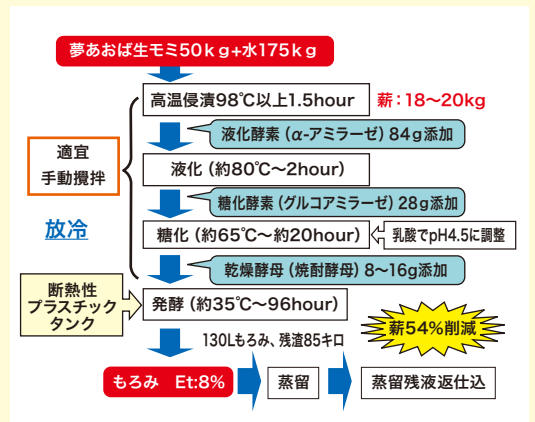 夢あおば生モミ50kg+水175kg
高温侵漬98℃以上1.5hour
薪：18〜20kg
液化酵素（α-アミラーゼ）84g添加
適宜
手動攪拌
液化（約80℃〜2hour）
糖化酵素（グルコアミラーゼ）28g添加
放冷
糖化（約65℃〜約20hour）
乳酸でpH4.5に調整
乾燥酵母（焼酎酵母）8〜16g添加
断熱性
プラスチック
タンク
発酵（約35℃〜96hour）
130Lもろみ、残渣85キロ
薪54%削減
もろみ　Et:8%
蒸留
蒸留残液返仕込